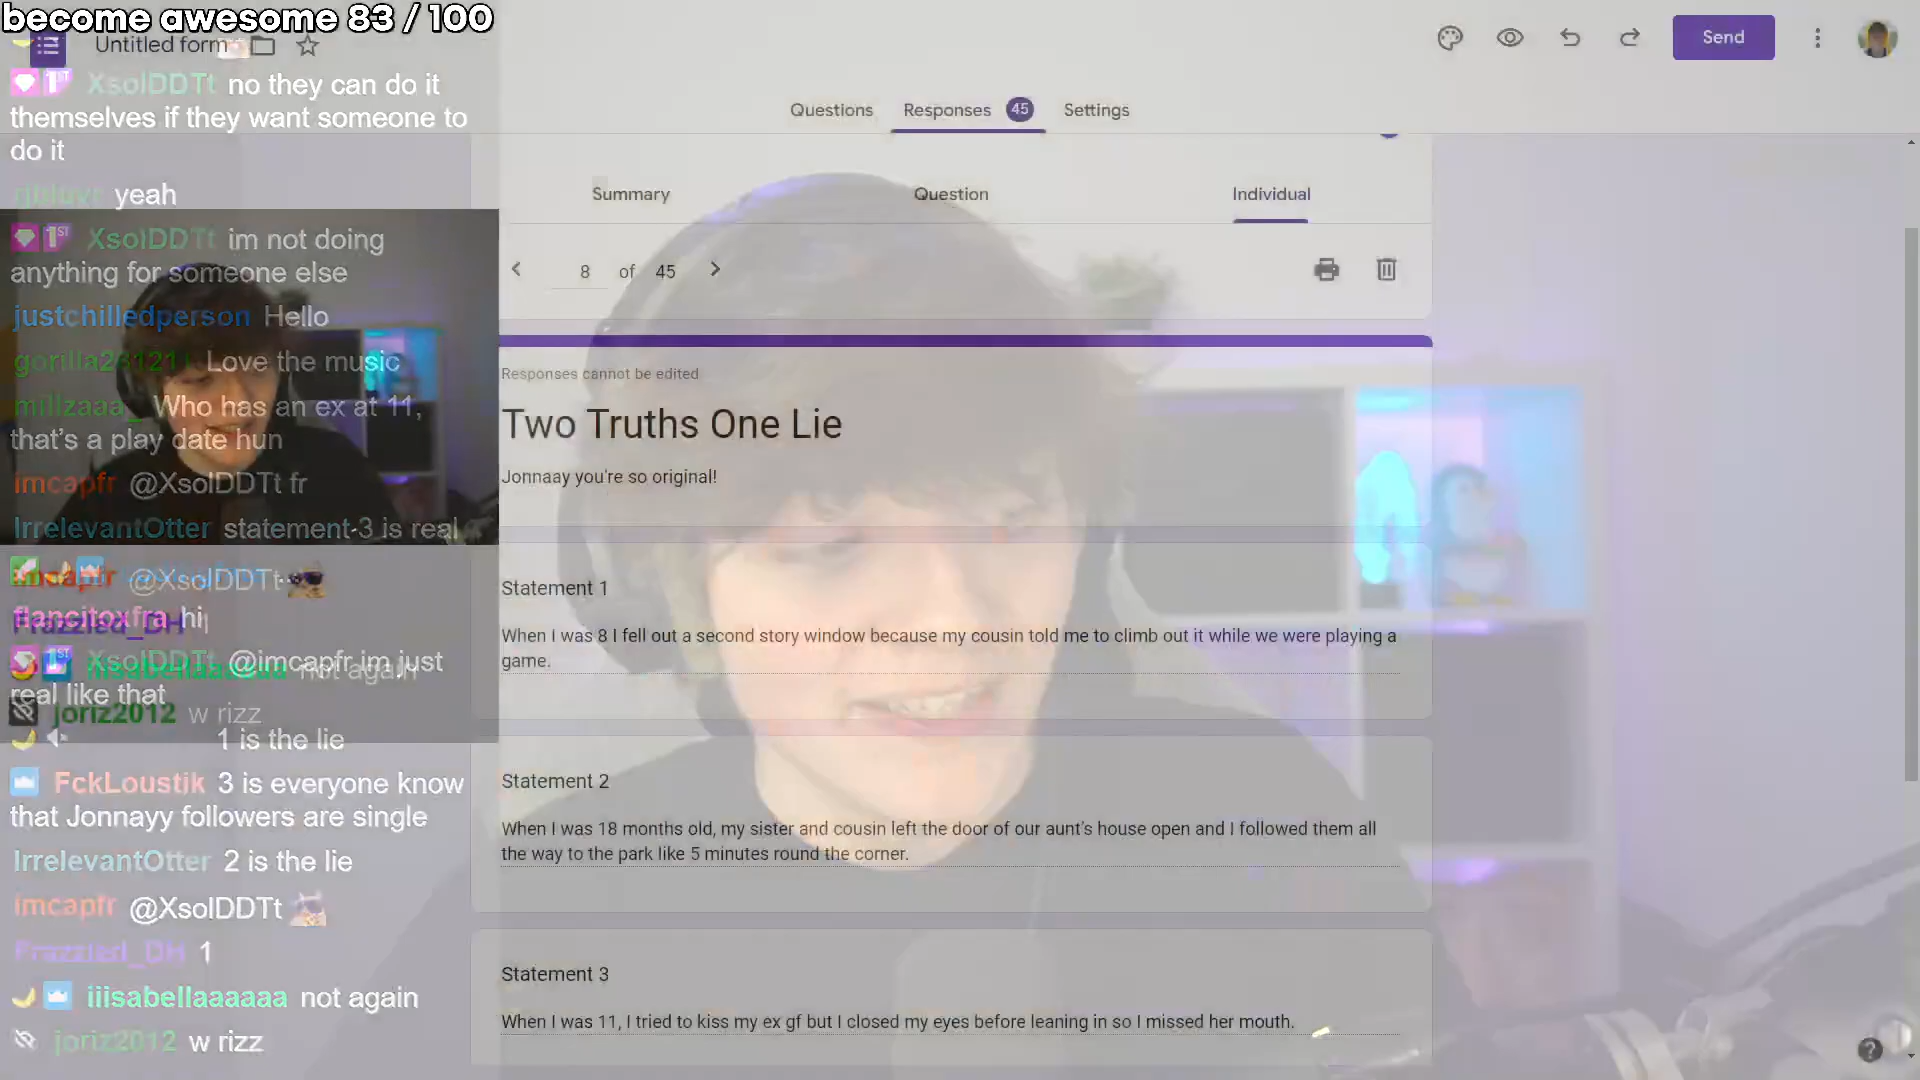 become awesome 83 / 100
Untitled form
Send
XsolDDTt no they can do it
themselves if they want someone to
do it
yeah
XsolDDTt im not doing
anything for someone else
justchilledperson Hello
Love the music
millzaaa_ Who has an ex at 11,
that's a play date hun
imcapfr @XsolDDTt fr
IrrelevantOtter statement 3 is real
imcapfr @XsolDDTt
flancitoxfra hi
Frazzled_DH
XsolDDTt @imcapfr im just
real like that
iiisabellaaaaaa not again
joriz2012 w rizz
1 is the lie
FckLoustik 3 is everyone know
that Jonnayy followers are single
IrrelevantOtter 2 is the lie
imcapfr @XsolDDTt
Frazzled_DH 1
iiisabellaaaaaa not again
joriz2012 w rizz
Questions Responses 45 Settings
Summary Question Individual
8 of 45
Responses cannot be edited
Two Truths One Lie
Jonnaay you're so original!
Statement 1
When I was 8 I fell out a second story window because my cousin told me to climb out it while we were playing a
game.
Statement 2
When I was 18 months old, my sister and cousin left the door of our aunt's house open and I followed them all
the way to the park like 5 minutes round the corner.
Statement 3
When I was 11, I tried to kiss my ex gf but I closed my eyes before leaning in so I missed her mouth.